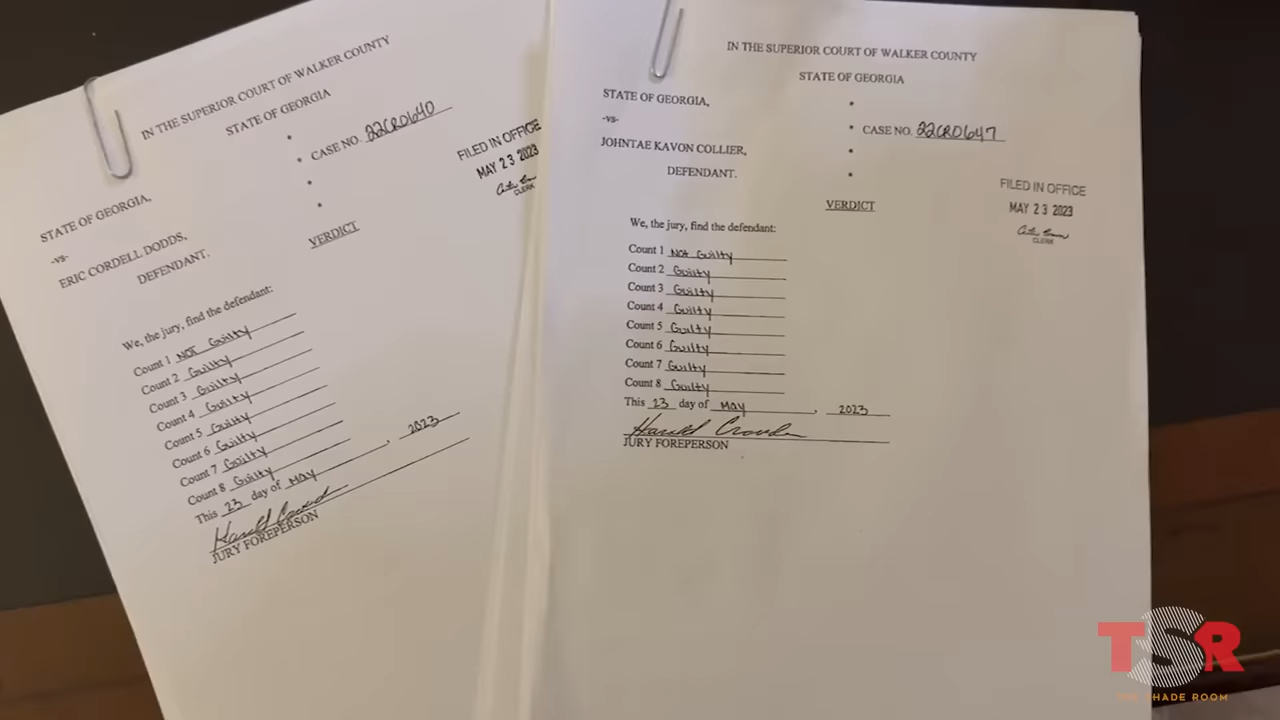 IN THE SUPERIOR COURT OF WALKER COUNTY
STATE OF GEORGIA
STATE OF GEORGIA,
-vs-
ERIC CORDELL DODDS,
DEFENDANT.
CASE NO. 22CR0640
FILED IN OFFICE
MAY 23 2023
CLERK
VERDICT
We, the jury, find the defendant:
Count 1 NOT Guilty
Count 2 Guilty
Count 3 Guilty
Count 4 Guilty
Count 5 Guilty
Count 6 Guilty
Count 7 Guilty
Count 8 Guilty
This 23 day of May, 2023
JURY FOREPERSON
IN THE SUPERIOR COURT OF WALKER COUNTY
STATE OF GEORGIA
STATE OF GEORGIA,
-vs-
JOHNTAE KAVON COLLIER,
DEFENDANT.
CASE NO. 22CR0647
FILED IN OFFICE
MAY 23 2023
CLERK
VERDICT
We, the jury, find the defendant:
Count 1 NOT Guilty
Count 2 Guilty
Count 3 Guilty
Count 4 Guilty
Count 5 Guilty
Count 6 Guilty
Count 7 Guilty
Count 8 Guilty
This 23 day of May, 2023
JURY FOREPERSON
TSR
THE SHADE ROOM